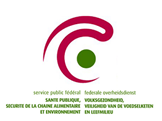 service public fédéral
federale overheidsdienst
SANTE PUBLIQUE,
VOLKSGEZONDHEID,
SECURITE DE LA CHAINE ALIMENTAIRE
VEILIGHEID VAN DE VOEDSELKETEN
ET ENVIRONNEMENT
EN LEEFMILIEU